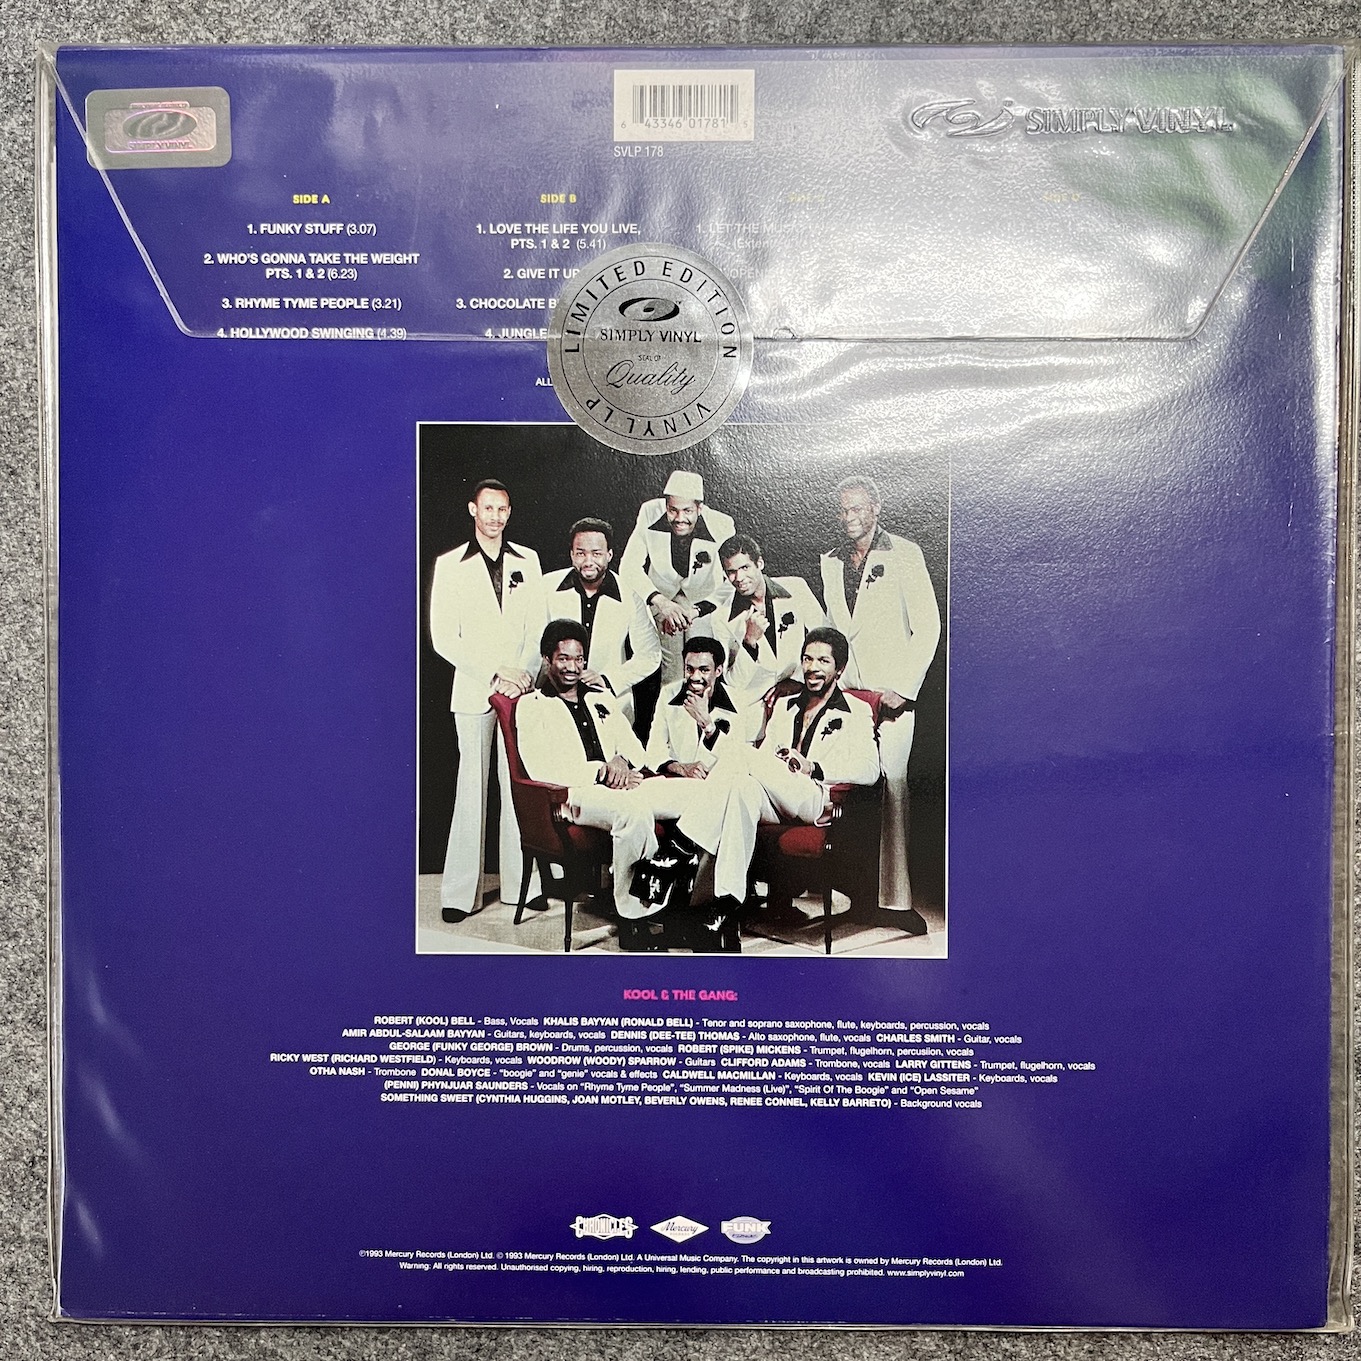 SIMPLY VINYL
6 43346 01781 5
SIMPLY VINYL
SVLP 178
SIDE A
1. FUNKY STUFF (3.07)
2. WHO'S GONNA TAKE THE WEIGHT
PTS. 1 & 2 (6.23)
3. RHYME TYME PEOPLE (3.21)
4. HOLLYWOOD SWINGING (4.39)
SIDE B
1. LOVE THE LIFE YOU LIVE,
PTS. 1 & 2 (5.41)
2. GIVE IT UP
3. CHOCOLATE
4. JUNGLE
1. LET THE
ALL
LIMITED EDITION
SIMPLY VINYL
SEAL OF
Quality
VINYL LP
KOOL & THE GANG:
ROBERT (KOOL) BELL - Bass, Vocals KHALIS BAYYAN (RONALD BELL) - Tenor and soprano saxophone, flute, keyboards, percussion, vocals
AMIR ABDUL-SALAAM BAYYAN - Guitars, keyboards, vocals DENNIS (DEE-TEE) THOMAS - Alto saxophone, flute, vocals CHARLES SMITH - Guitar, vocals
GEORGE (FUNKY GEORGE) BROWN - Drums, percussion, vocals ROBERT (SPIKE) MICKENS - Trumpet, flugelhorn, percusiion, vocals
RICKY WEST (RICHARD WESTFIELD) - Keyboards, vocals WOODROW (WOODY) SPARROW - Guitars CLIFFORD ADAMS - Trombone, vocals LARRY GITTENS - Trumpet, flugelhorn, vocals
OTHA NASH - Trombone DONAL BOYCE - "boogie" and "genie" vocals & effects CALDWELL MACMILLAN - Keyboards, vocals KEVIN (ICE) LASSITER - Keyboards, vocals
(PENNI) PHYNJUAR SAUNDERS - Vocals on "Rhyme Tyme People", "Summer Madness (Live)", "Spirit Of The Boogie" and "Open Sesame"
SOMETHING SWEET (CYNTHIA HUGGINS, JOAN MOTLEY, BEVERLY OWENS, RENEE CONNEL, KELLY BARRETO) - Background vocals
CHRONICLES Mercury FUNK
℗1993 Mercury Records (London) Ltd. © 1993 Mercury Records (London) Ltd. A Universal Music Company. The copyright in this artwork is owned by Mercury Records (London) Ltd.
Warning: All rights reserved. Unauthorised copying, hiring, reproduction, hiring, lending, public performance and broadcasting prohibited. www.simplyvinyl.com